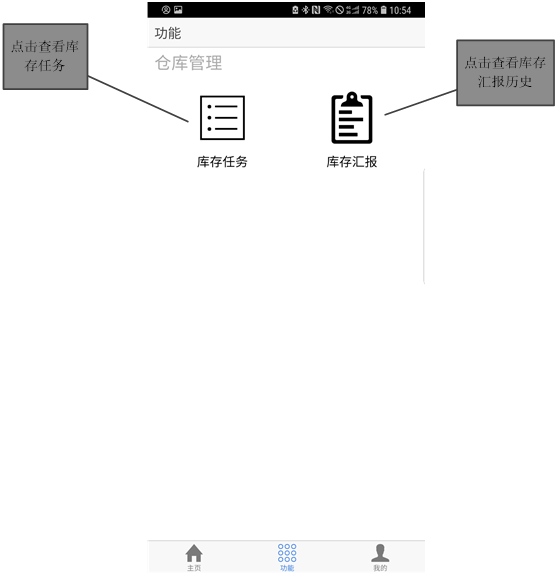 78% 10:54
功能
仓库管理
点击查看库
存任务
点击查看库存
汇报历史
库存任务
库存汇报
主页
功能
我的